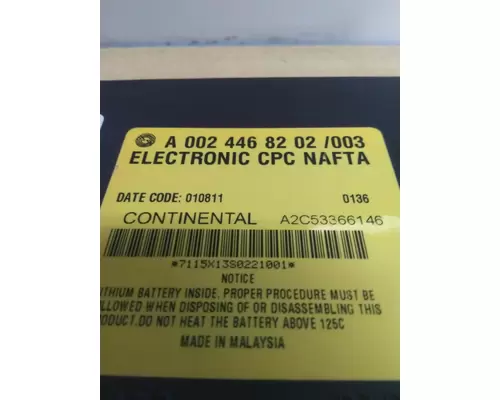 A 002 446 82 02 /003
ELECTRONIC CPC NAFTA
DATE CODE: 010811 0136
CONTINENTAL A2C53366146
*7115X13S0221001*
NOTICE
THIUM BATTERY INSIDE. PROPER PROCEDURE MUST BE
LLOWED WHEN DISPOSING OF OR DISASSEMBLING THIS
ODUCT.DO NOT HEAT THE BATTERY ABOVE 125C
MADE IN MALAYSIA